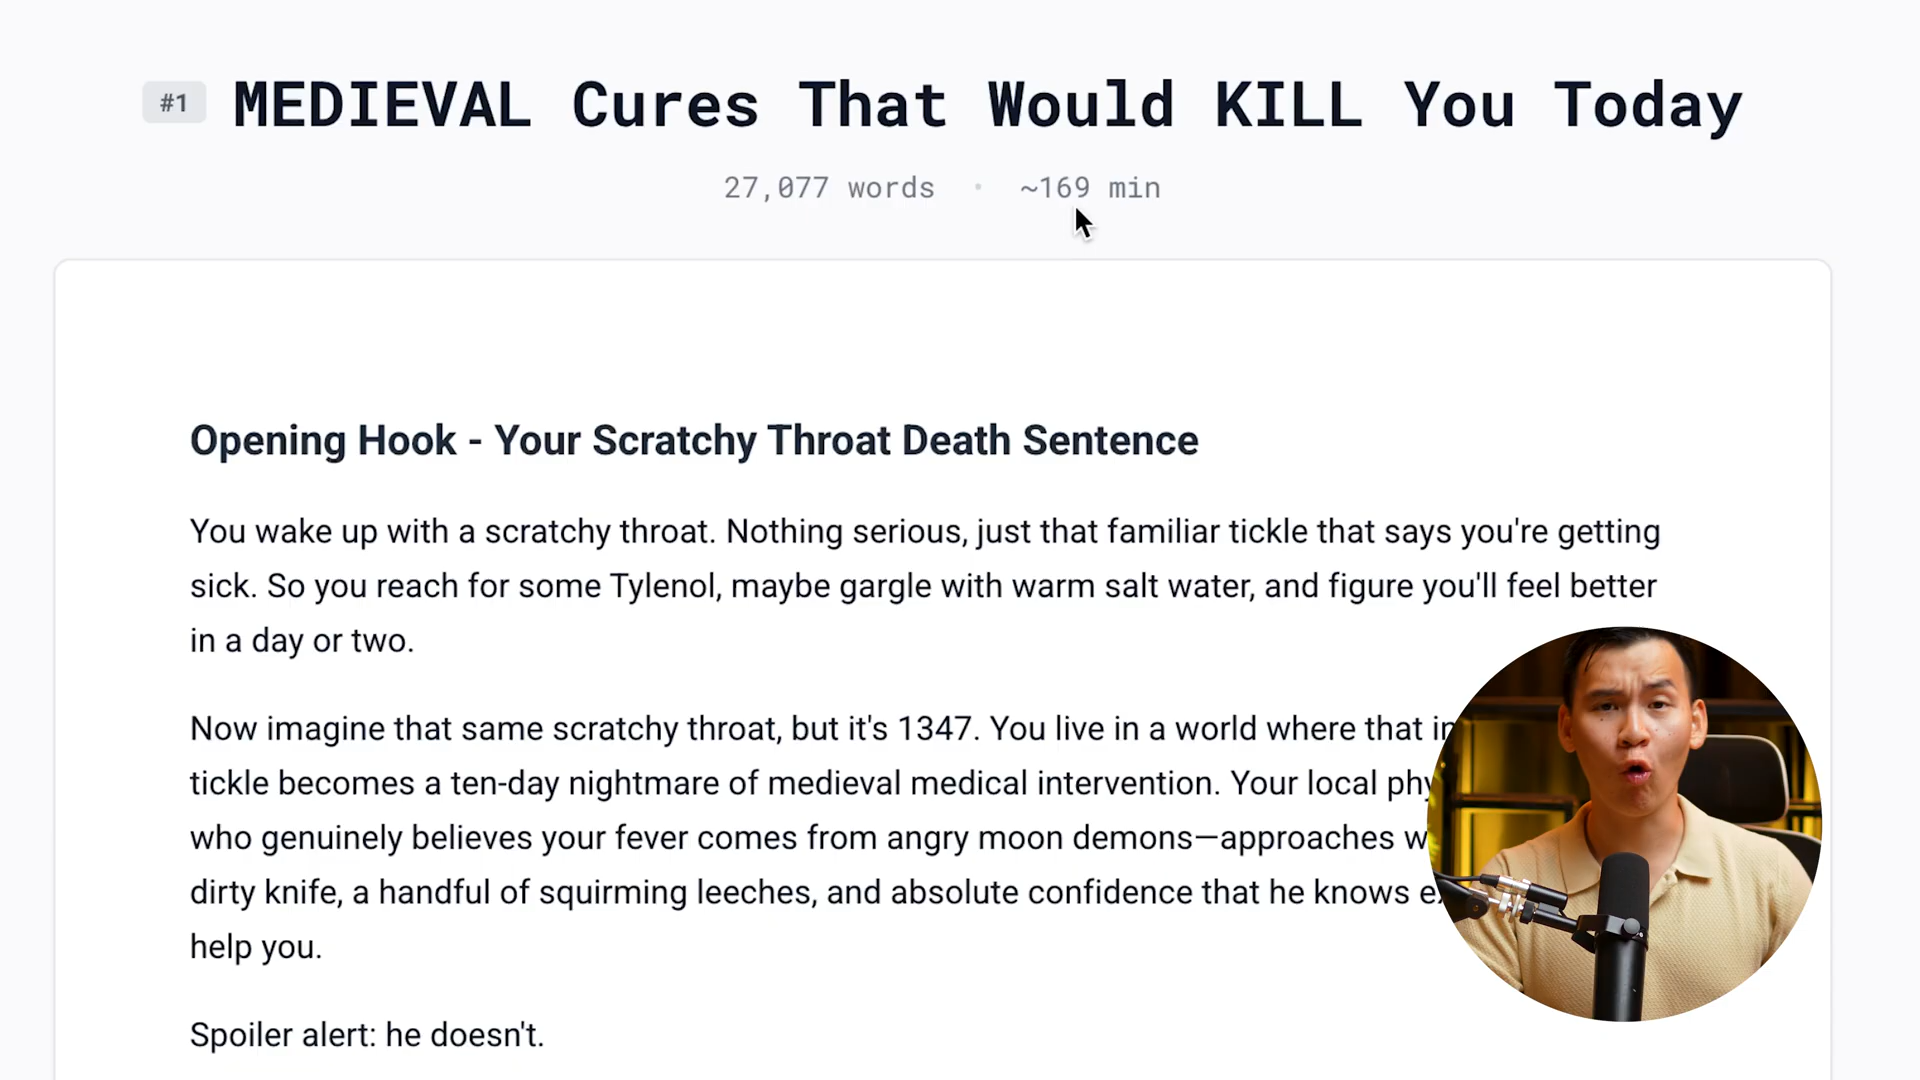 #1 MEDIEVAL Cures That Would KILL You Today
27,077 words · ~169 min
Opening Hook - Your Scratchy Throat Death Sentence
You wake up with a scratchy throat. Nothing serious, just that familiar tickle that says you're getting
sick. So you reach for some Tylenol, maybe gargle with warm salt water, and figure you'll feel better
in a day or two.
Now imagine that same scratchy throat, but it's 1347. You live in a world where that
tickle becomes a ten-day nightmare of medieval medical intervention. Your local
who genuinely believes your fever comes from angry moon demons—approaches
dirty knife, a handful of squirming leeches, and absolute confidence that he knows
help you.
Spoiler alert: he doesn't.